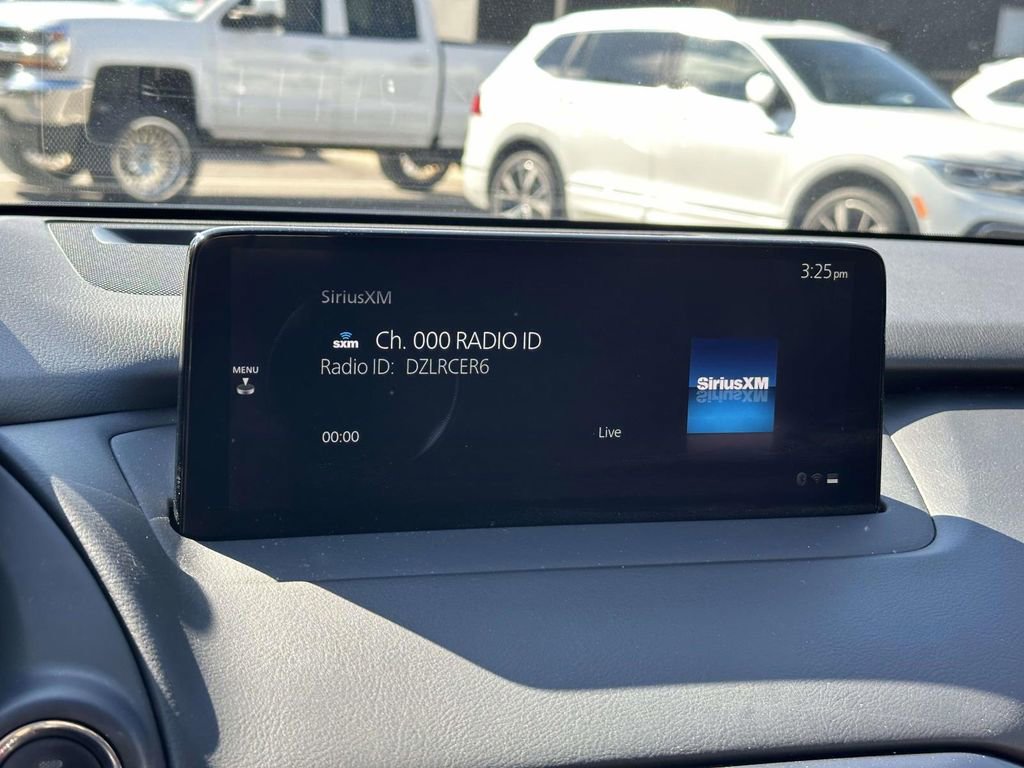 3:25pm
SiriusXM
sxm Ch. 000 RADIO ID
Radio ID: DZLRCER6
MENU
SiriusXM
00:00
Live